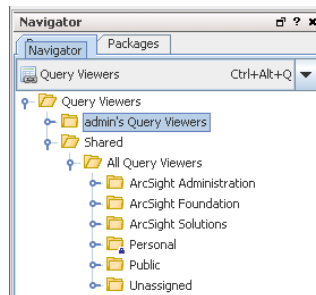 Navigator
Navigator
Packages
Query Viewers Ctrl+Alt+Q
Query Viewers
admin's Query Viewers
Shared
All Query Viewers
ArcSight Administration
ArcSight Foundation
ArcSight Solutions
Personal
Public
Unassigned